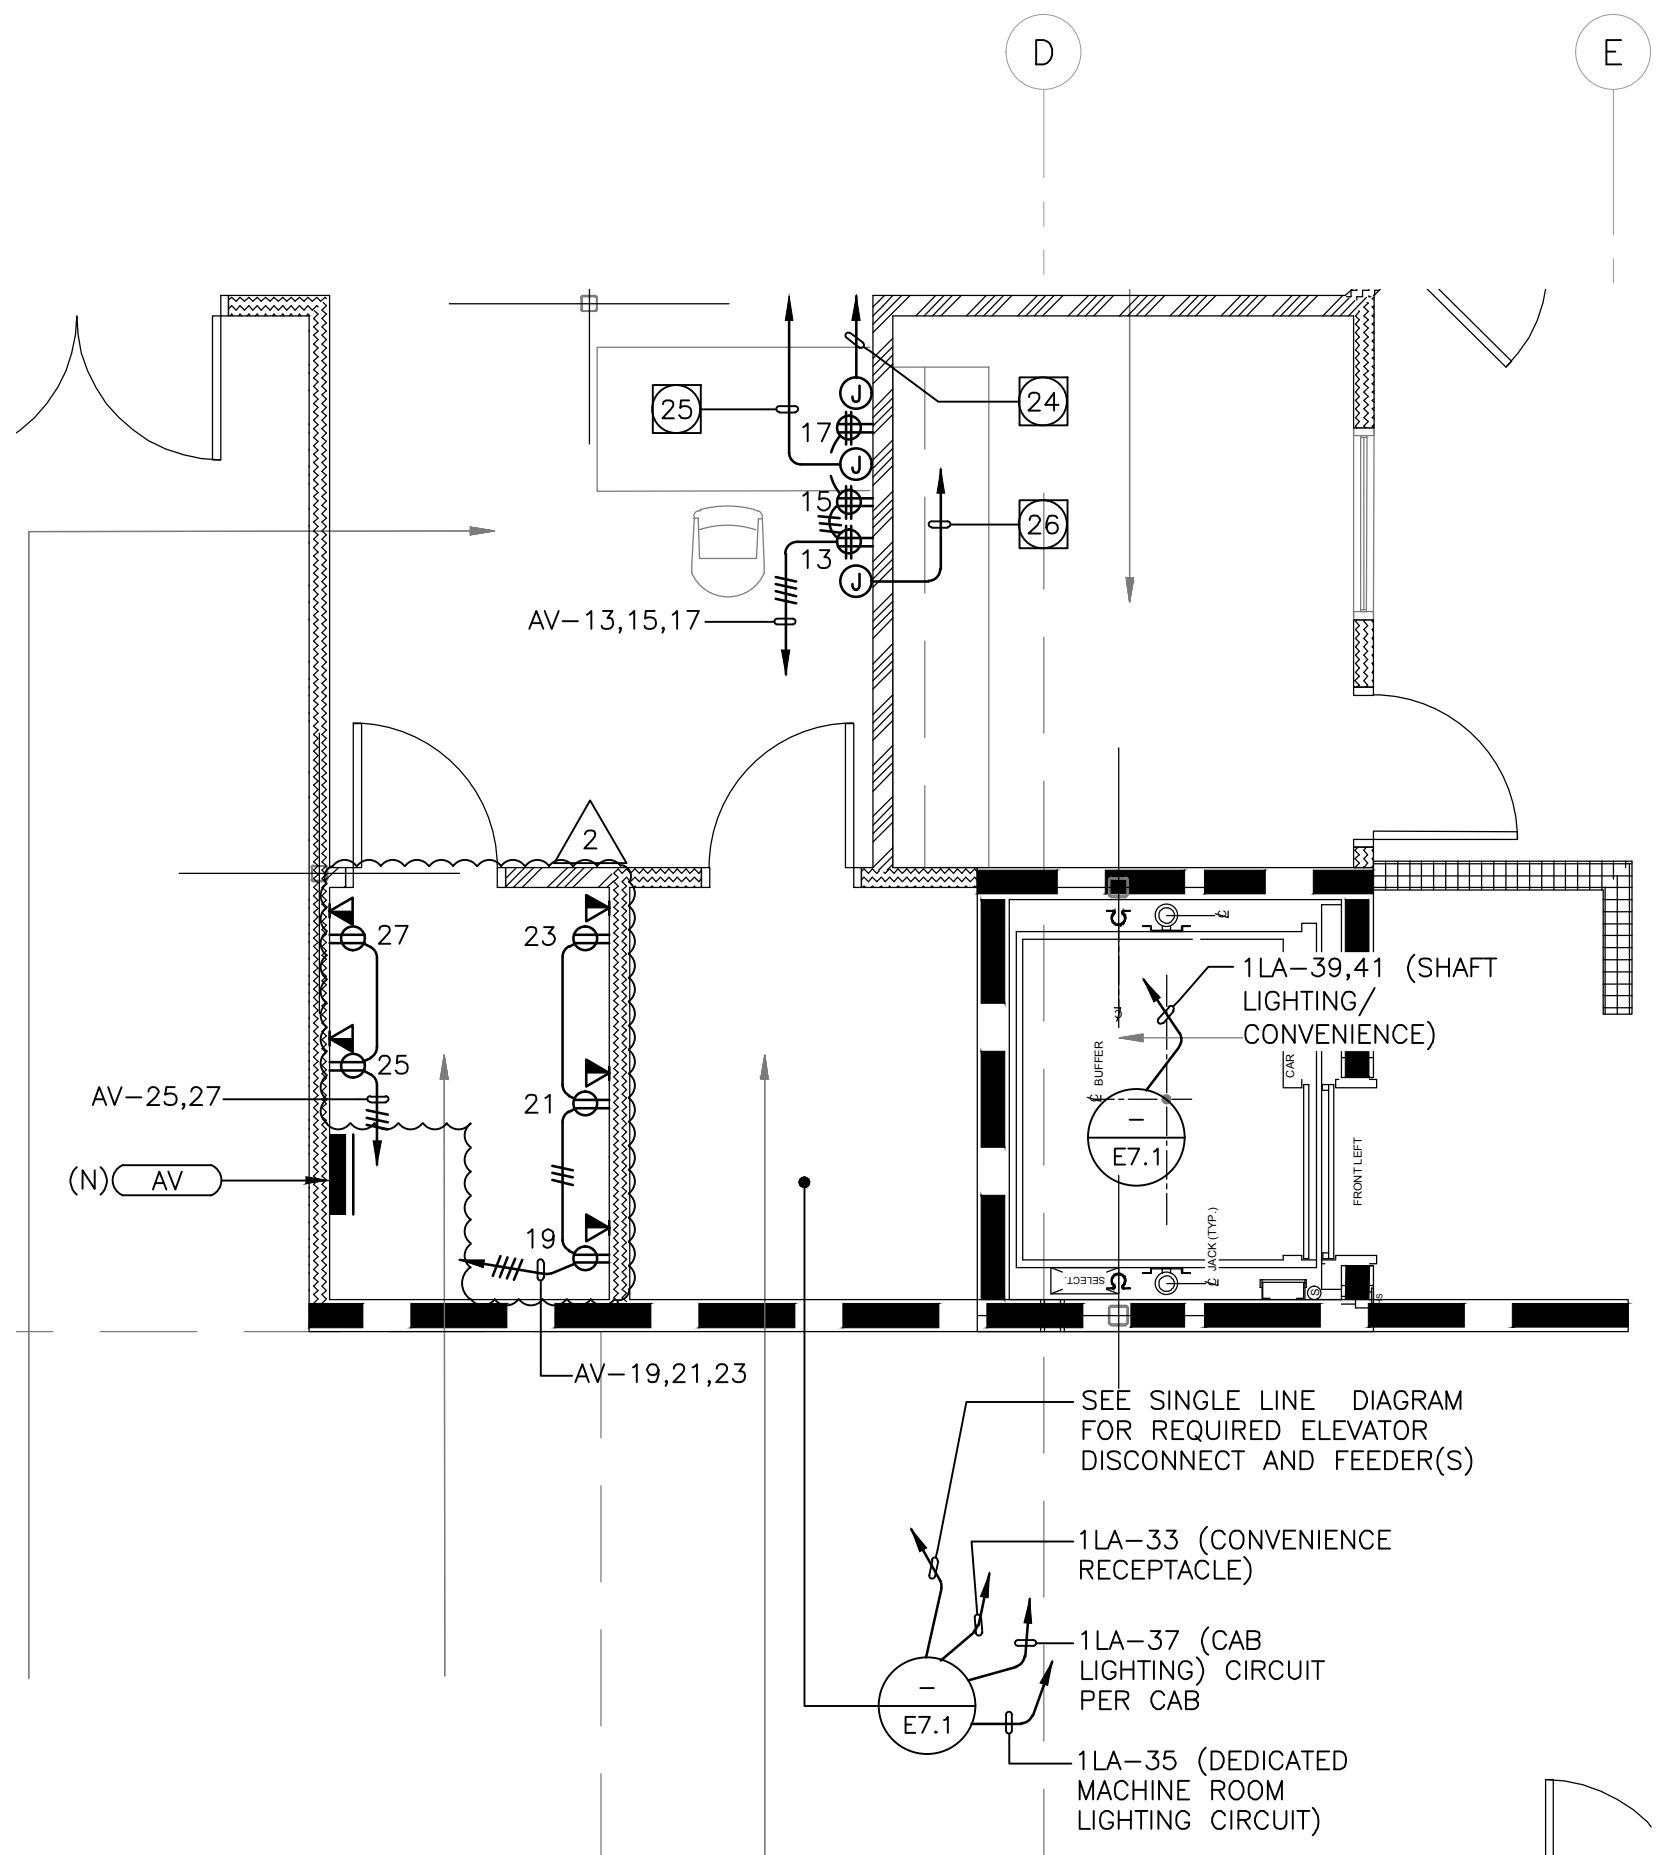 D
E
25
24
J
17
J
15
26
13
J
AV-13,15,17
2
27
23
1LA-39,41 (SHAFT
LIGHTING/
CONVENIENCE)
25
BUFFER
CAR
AV-25,27
21
-
E7.1
FRONT LEFT
(N) AV
19
JACK (TYP.)
SELECT.
S
AV-19,21,23
SEE SINGLE LINE DIAGRAM
FOR REQUIRED ELEVATOR
DISCONNECT AND FEEDER(S)
1LA-33 (CONVENIENCE
RECEPTACLE)
1LA-37 (CAB
LIGHTING) CIRCUIT
PER CAB
-
E7.1
1LA-35 (DEDICATED
MACHINE ROOM
LIGHTING CIRCUIT)